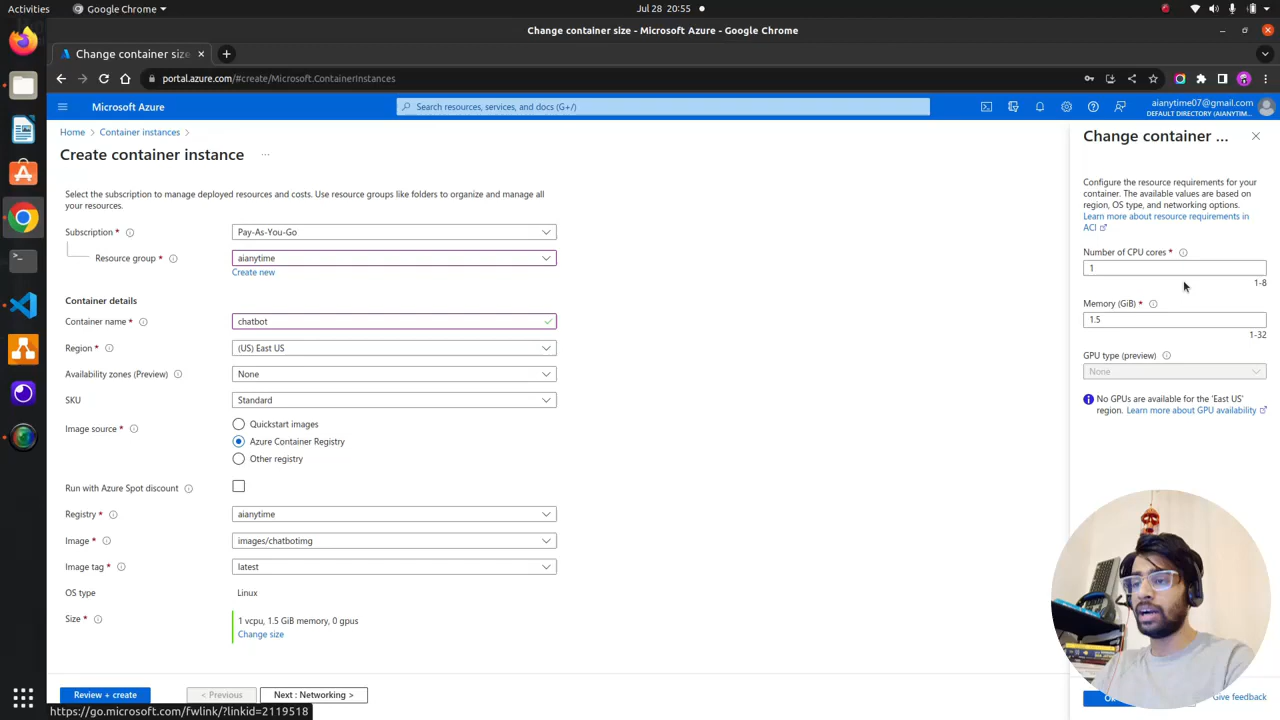 Activities
Google Chrome
Jul 28 20:55
Change container size - Microsoft Azure - Google Chrome
Change container size
portal.azure.com/#create/Microsoft.ContainerInstances
Microsoft Azure
Search resources, services, and docs (G+/)
aianytime07@gmail.com
DEFAULT DIRECTORY (AIANYTIM...
Home > Container instances >
Create container instance ...
Select the subscription to manage deployed resources and costs. Use resource groups like folders to organize and manage all
your resources.
Subscription * Pay-As-You-Go
Resource group * aianytime
Create new
Container details
Container name * chatbot
Region * (US) East US
Availability zones (Preview) None
SKU Standard
Image source * Quickstart images
Azure Container Registry
Other registry
Run with Azure Spot discount
Registry * aianytime
Image * images/chatbotimg
Image tag * latest
OS type Linux
Size * 1 vcpu, 1.5 GiB memory, 0 gpus
Change size
Review + create
< Previous
Next : Networking >
https://go.microsoft.com/fwlink/?linkid=2119518
Change container ...
Configure the resource requirements for your
container. The available values are based on
region, OS type, and networking options.
Learn more about resource requirements in
ACI
Number of CPU cores *
1
1-8
Memory (GiB) *
1.5
1-32
GPU type (preview)
None
No GPUs are available for the 'East US'
region. Learn more about GPU availability
Give feedback